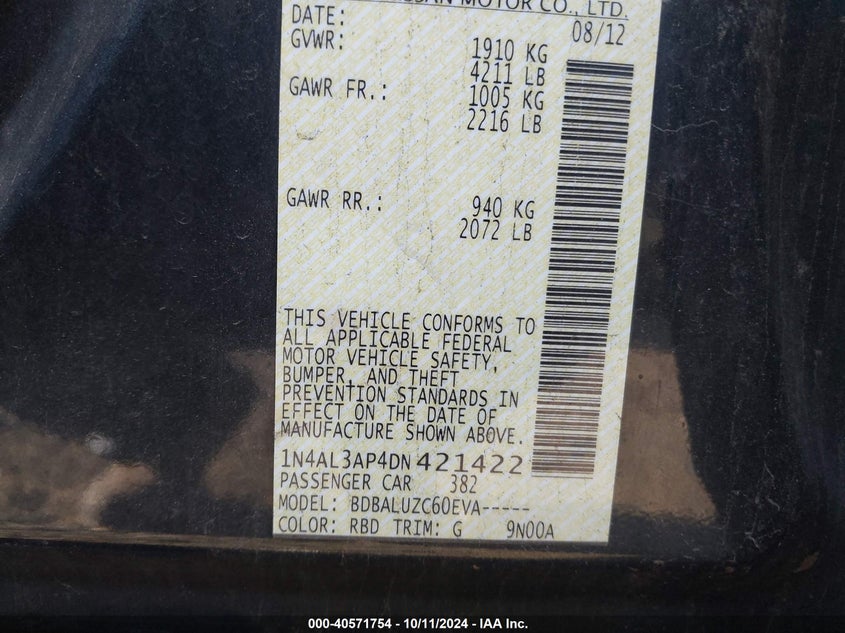 MOTOR CO., LTD.
DATE: 08/12
GVWR: 1910 KG
4211 LB
GAWR FR.: 1005 KG
2216 LB
GAWR RR.: 940 KG
2072 LB
THIS VEHICLE CONFORMS TO
ALL APPLICABLE FEDERAL
MOTOR VEHICLE SAFETY,
BUMPER, AND THEFT
PREVENTION STANDARDS IN
EFFECT ON THE DATE OF
MANUFACTURE SHOWN ABOVE.
1N4AL3AP4DN421422
PASSENGER CAR 382
MODEL: BDBALUZC60EVA-----
COLOR: RBD TRIM: G 9N00A
000-40571754 - 10/11/2024 - IAA Inc.